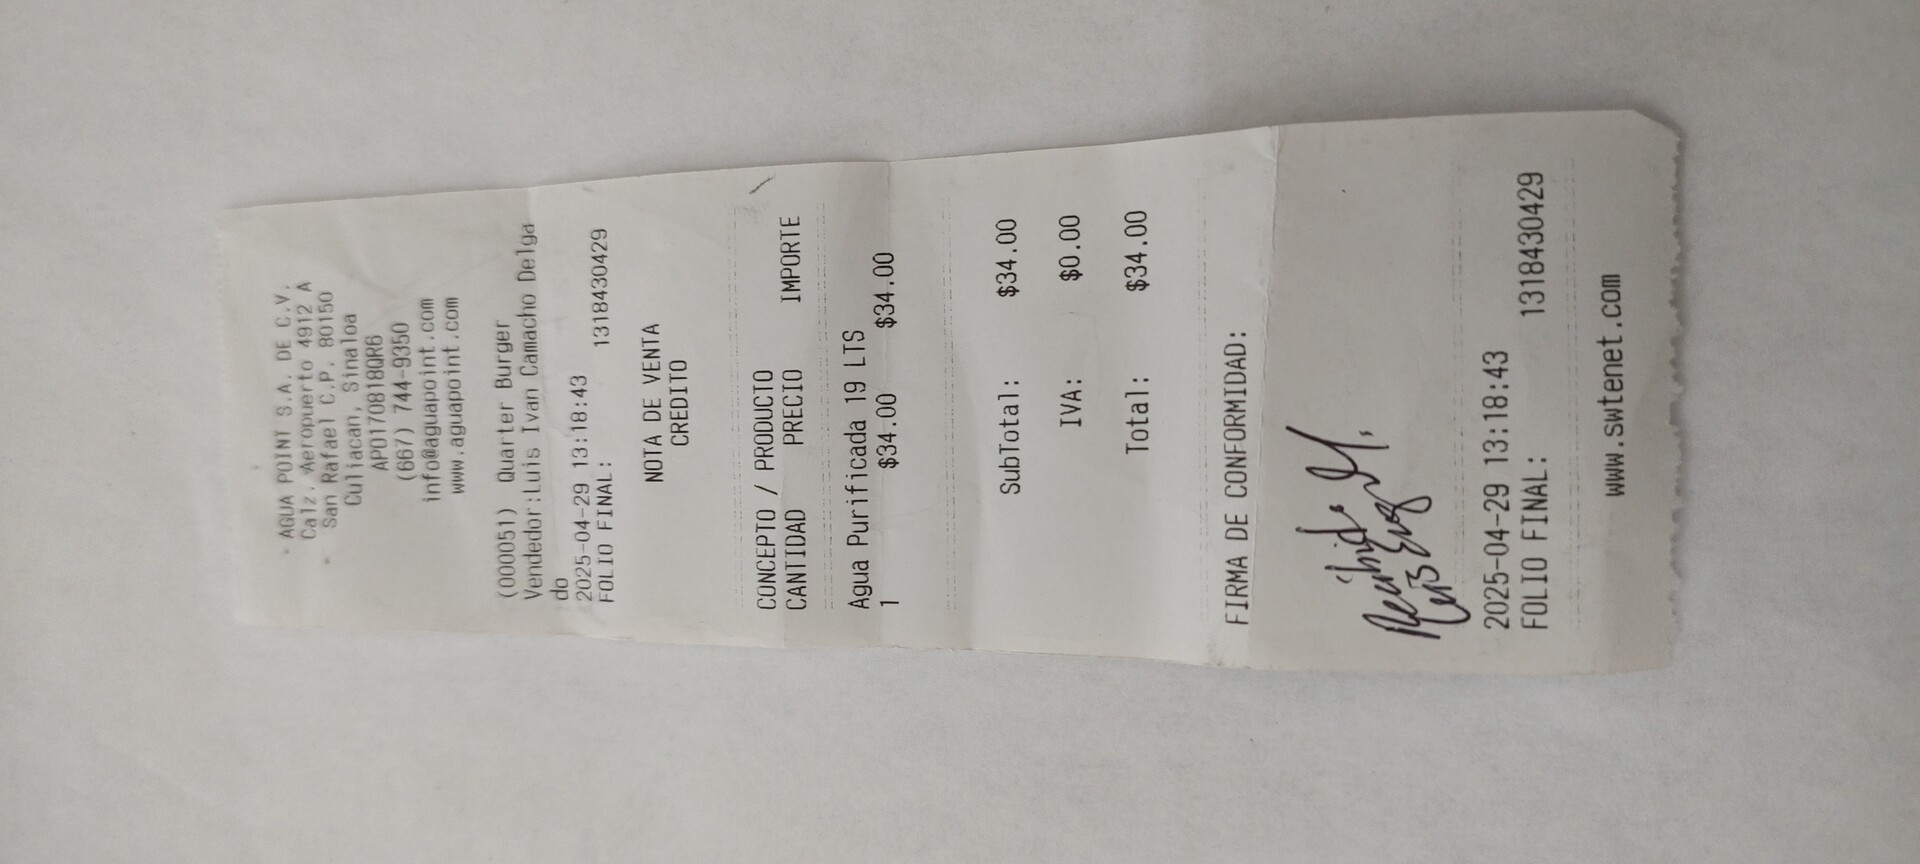 AGUA POINT S.A. DE C.V.
Calz. Aeropuerto 4912 A
San Rafael C.P. 80150
Culiacan, Sinaloa
APO170818QR6
(667) 744-9350
info@aguapoint.com
www.aguapoint.com
(000051) Quarter Burger
Vendedor:Luis Ivan Camacho Delga
do
2025-04-29 13:18:43
FOLIO FINAL: 1318430429
NOTA DE VENTA
CREDITO
CONCEPTO / PRODUCTO
CANTIDAD PRECIO IMPORTE
Agua Purificada 19 LTS
1 $34.00 $34.00
SubTotal: $34.00
IVA: $0.00
Total: $34.00
FIRMA DE CONFORMIDAD:
Recibido
2025-04-29 13:18:43
FOLIO FINAL: 1318430429
www.swtenet.com